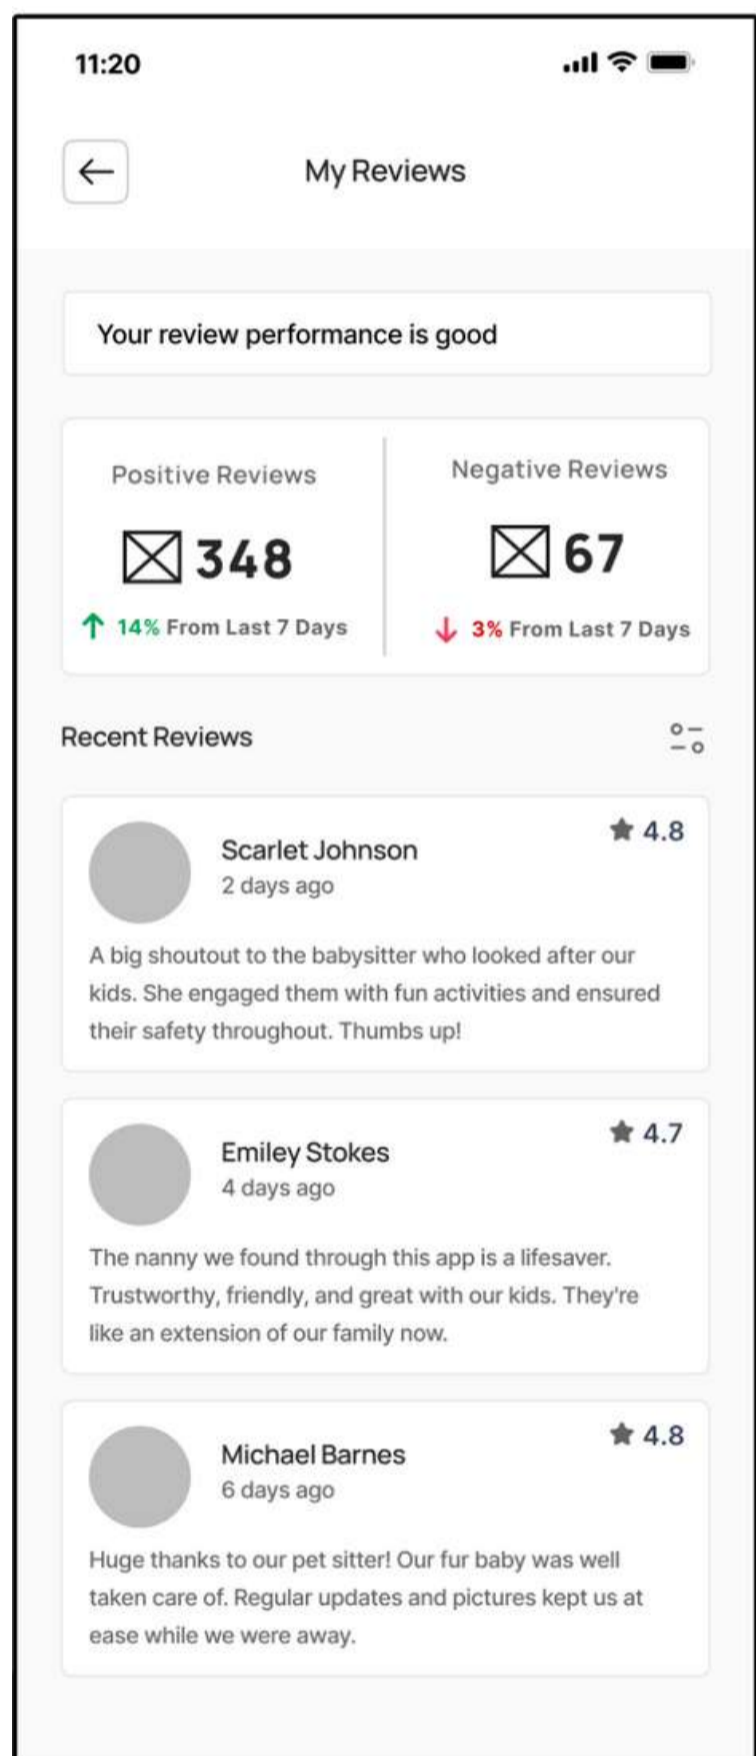 11:20
My Reviews
Your review performance is good
Positive Reviews
348
14% From Last 7 Days
Negative Reviews
67
3% From Last 7 Days
Recent Reviews
Scarlet Johnson
4.8
2 days ago
A big shoutout to the babysitter who looked after our
kids. She engaged them with fun activities and ensured
their safety throughout. Thumbs up!
Emiley Stokes
4.7
4 days ago
The nanny we found through this app is a lifesaver.
Trustworthy, friendly, and great with our kids. They're
like an extension of our family now.
Michael Barnes
4.8
6 days ago
Huge thanks to our pet sitter! Our fur baby was well
taken care of. Regular updates and pictures kept us at
ease while we were away.